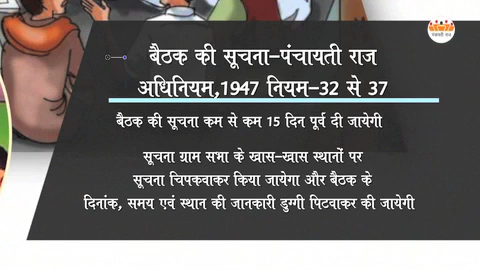 बैठक की सूचना-पंचायती राज
अधिनियम,1947 नियम-32 से 37
बैठक की सूचना कम से कम 15 दिन पूर्व दी जायेगी
सूचना ग्राम सभा के खास-खास स्थानों पर
सूचना चिपकवाकर किया जायेगा और बैठक के
दिनांक, समय एवं स्थान की जानकारी डुग्गी पिटवाकर की जायेगी